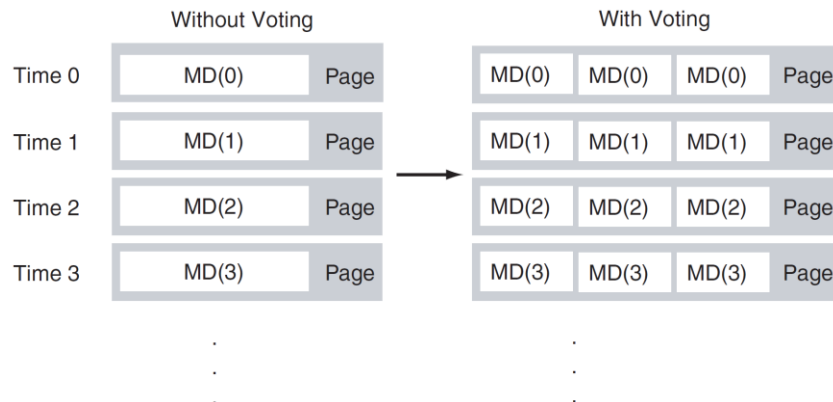 Without Voting With Voting
Time 0 MD(0) Page MD(0) MD(0) MD(0) Page
Time 1 MD(1) Page MD(1) MD(1) MD(1) Page
Time 2 MD(2) Page MD(2) MD(2) MD(2) Page
Time 3 MD(3) Page MD(3) MD(3) MD(3) Page